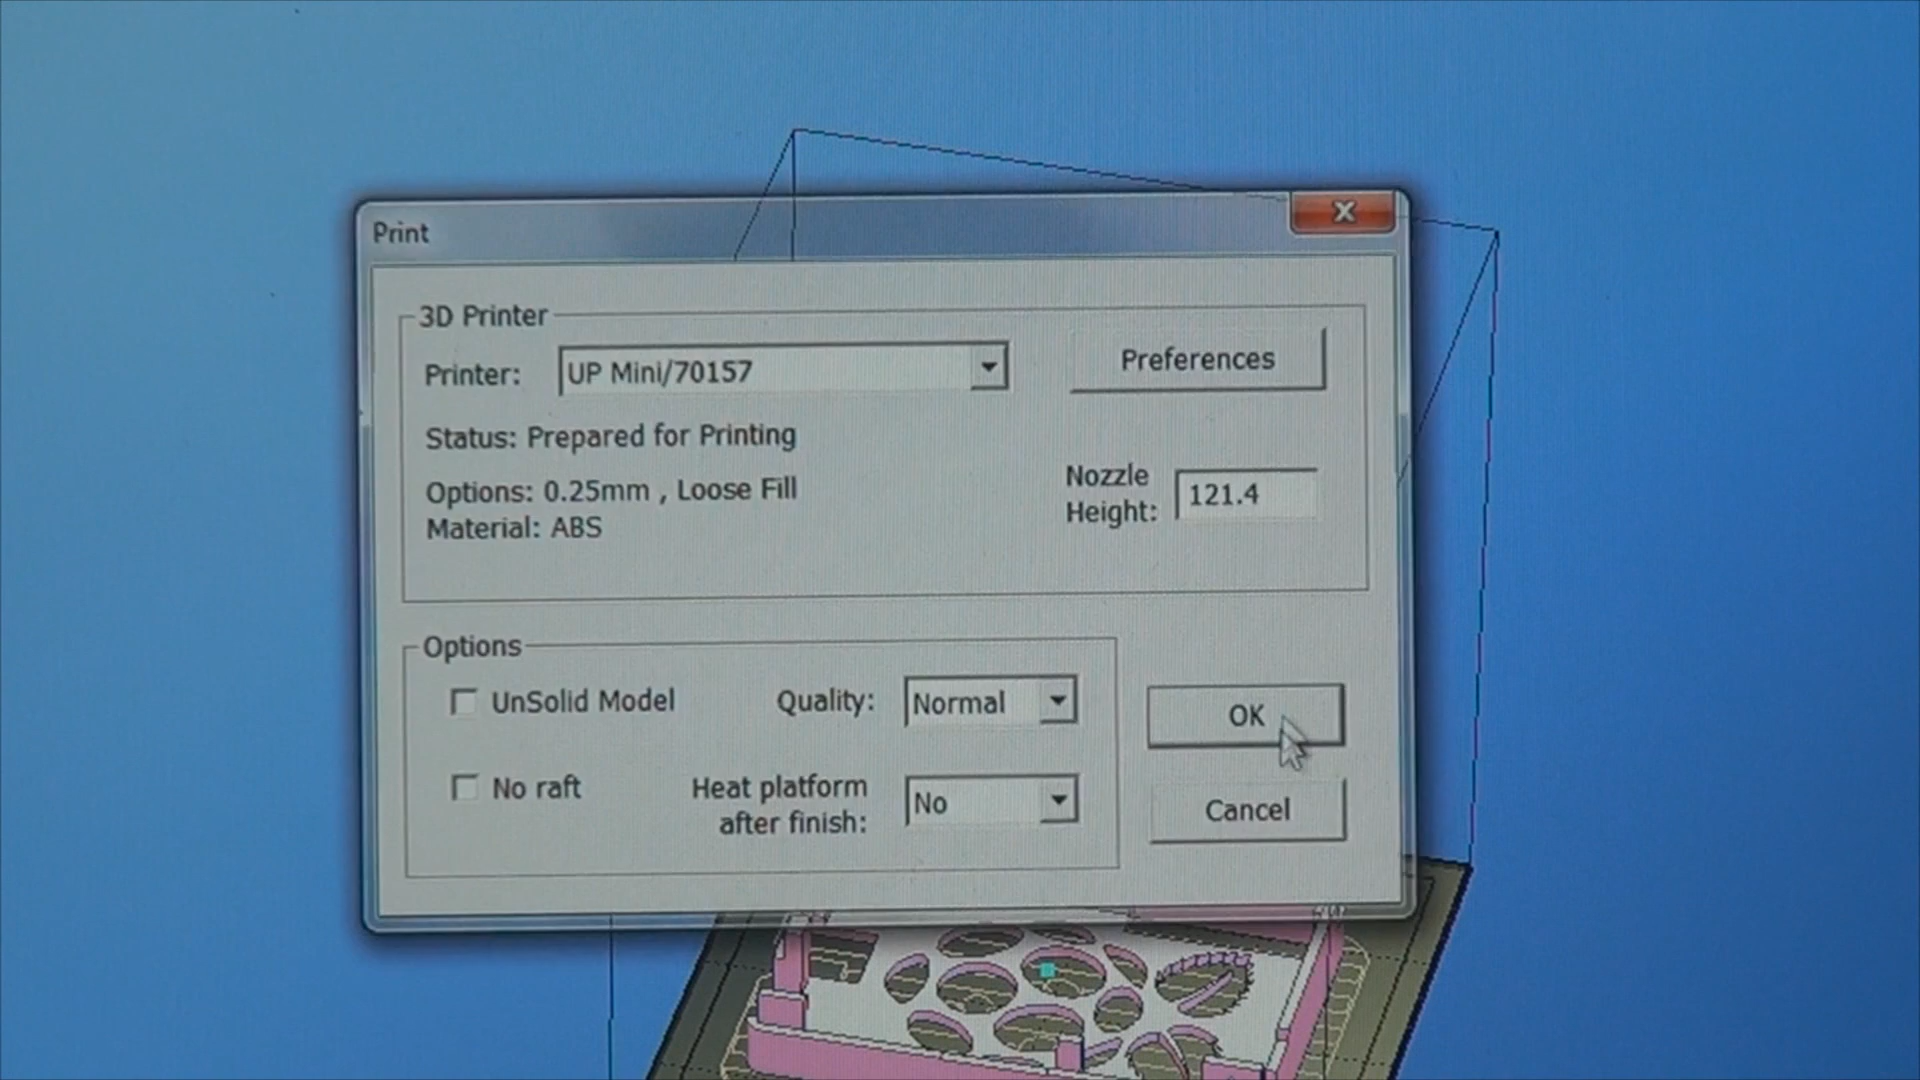 Print
X
3D Printer
Printer: UP Mini/70157
Preferences
Status: Prepared for Printing
Options: 0.25mm , Loose Fill
Material: ABS
Nozzle
Height: 121.4
Options
UnSolid Model
Quality: Normal
OK
No raft
Heat platform
after finish: No
Cancel